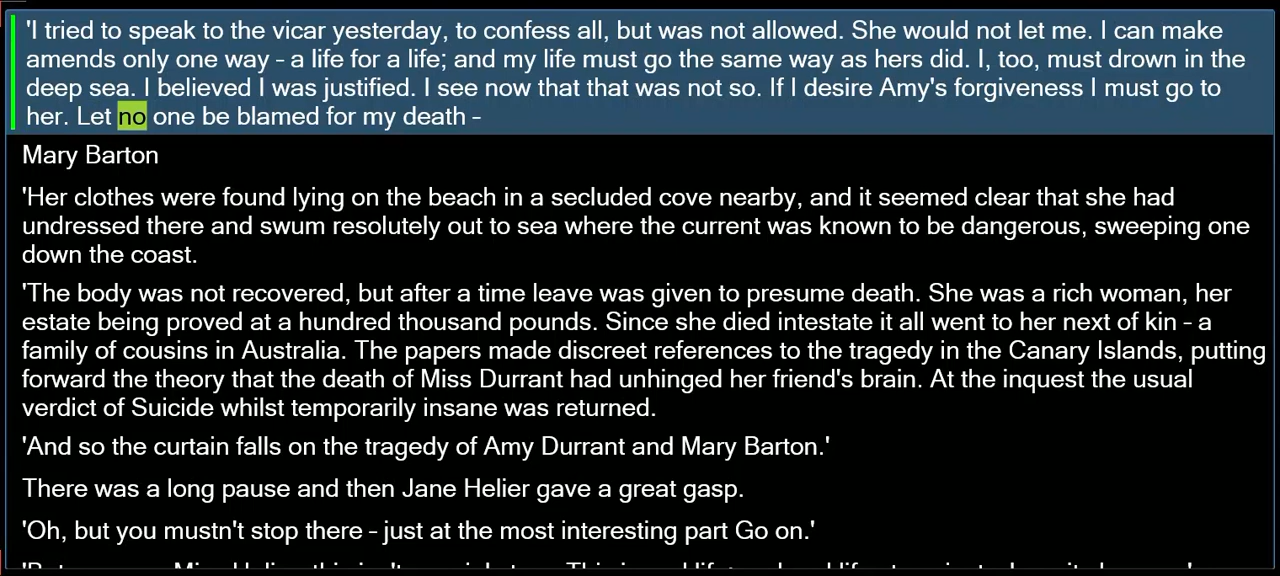 'I tried to speak to the vicar yesterday, to confess all, but was not allowed. She would not let me. I can make
amends only one way – a life for a life; and my life must go the same way as hers did. I, too, must drown in the
deep sea. I believed I was justified. I see now that that was not so. If I desire Amy's forgiveness I must go to
her. Let no one be blamed for my death –
Mary Barton
'Her clothes were found lying on the beach in a secluded cove nearby, and it seemed clear that she had
undressed there and swum resolutely out to sea where the current was known to be dangerous, sweeping one
down the coast.
'The body was not recovered, but after a time leave was given to presume death. She was a rich woman, her
estate being proved at a hundred thousand pounds. Since she died intestate it all went to her next of kin – a
family of cousins in Australia. The papers made discreet references to the tragedy in the Canary Islands, putting
forward the theory that the death of Miss Durrant had unhinged her friend's brain. At the inquest the usual
verdict of Suicide whilst temporarily insane was returned.
'And so the curtain falls on the tragedy of Amy Durrant and Mary Barton.'
There was a long pause and then Jane Helier gave a great gasp.
'Oh, but you mustn't stop there – just at the most interesting part Go on.'